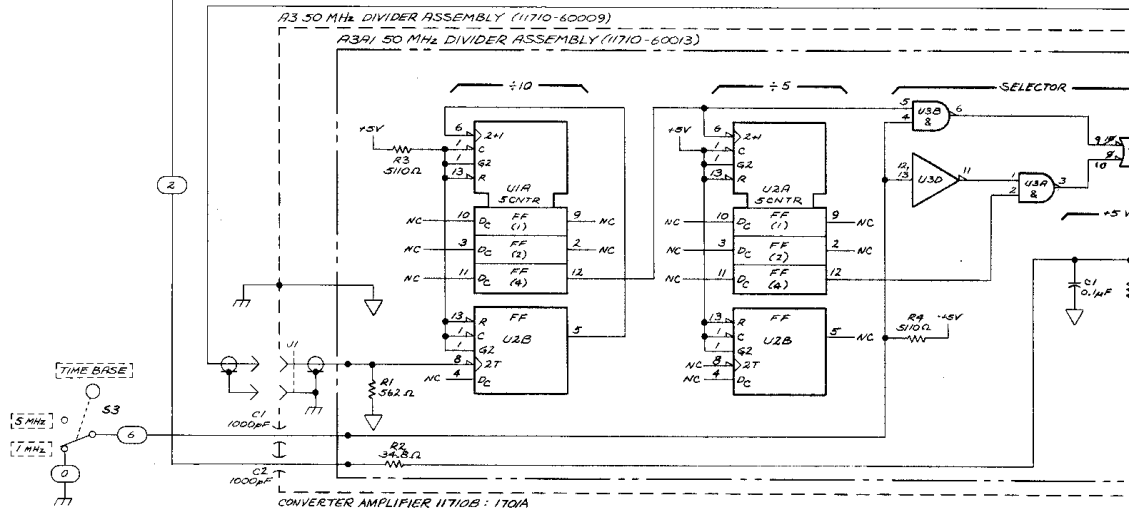 A3 50 MHz DIVIDER ASSEMBLY (11710-60009)
A3A1 50 MHz DIVIDER ASSEMBLY (11710-60013)
÷10
÷5
SELECTOR
+5V
R3
5110Ω
6
2+1
1
C
1
G2
13
R
U1A
5CNTR
NC
10
DC
FF
(1)
9
NC
NC
3
DC
FF
(2)
2
NC
NC
11
DC
FF
(4)
12
13
R
FF
1
C
U2B
1
G2
8
2T
NC
4
DC
5
+5V
6
2+1
1
C
1
G2
13
R
U2A
5CNTR
NC
10
DC
FF
(1)
9
NC
NC
3
DC
FF
(2)
2
NC
NC
11
DC
FF
(4)
12
13
R
FF
1
C
U2B
1
G2
NC
8
2T
NC
4
DC
5
NC
5
4
U3B
&
6
12,
13
U3D
11
1
2
U3A
&
3
9
10
+5V
C1
0.1µF
R4
5110Ω
+5V
2
J1
R1
562Ω
TIME BASE
S3
5 MHz
1 MHz
6
0
C1
1000pF
C2
1000pF
R2
34.8Ω
CONVERTER AMPLIFIER 11710B: 1701A